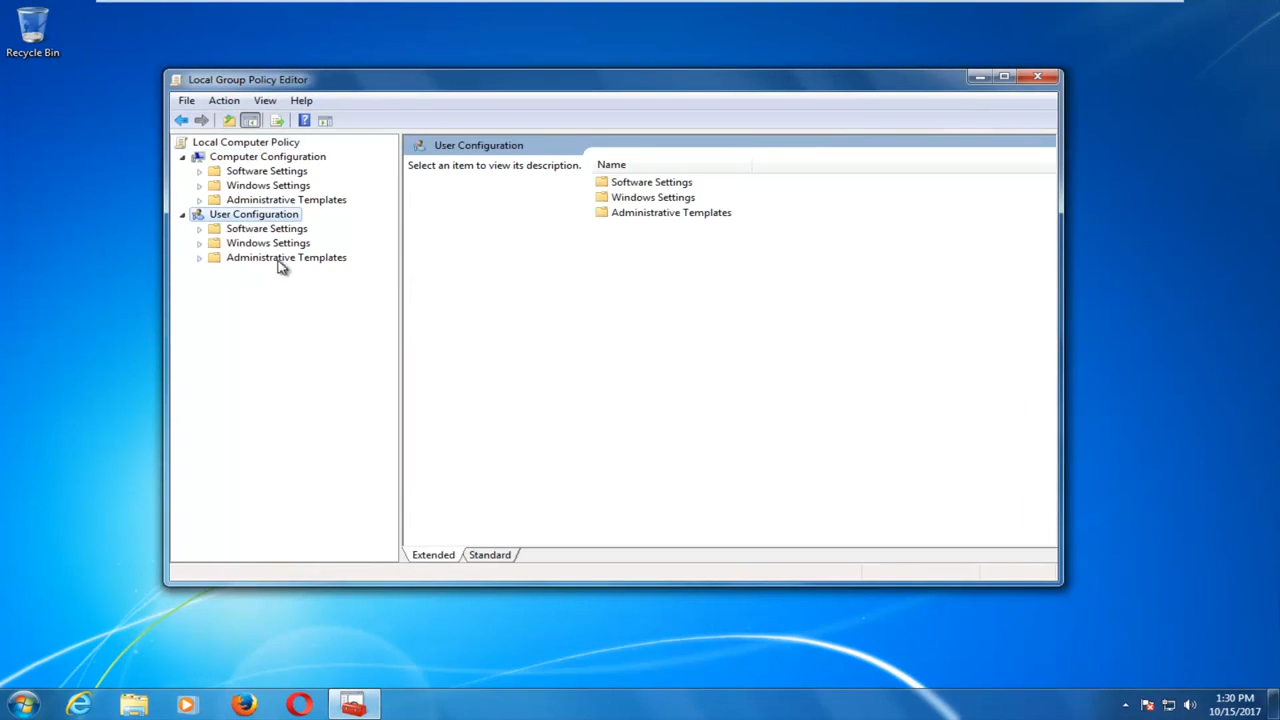 Recycle Bin
Local Group Policy Editor
File Action View Help
Local Computer Policy
Computer Configuration
Software Settings
Windows Settings
Administrative Templates
User Configuration
Software Settings
Windows Settings
Administrative Templates
User Configuration
Select an item to view its description.
Name
Software Settings
Windows Settings
Administrative Templates
Extended Standard
1:30 PM
10/15/2017